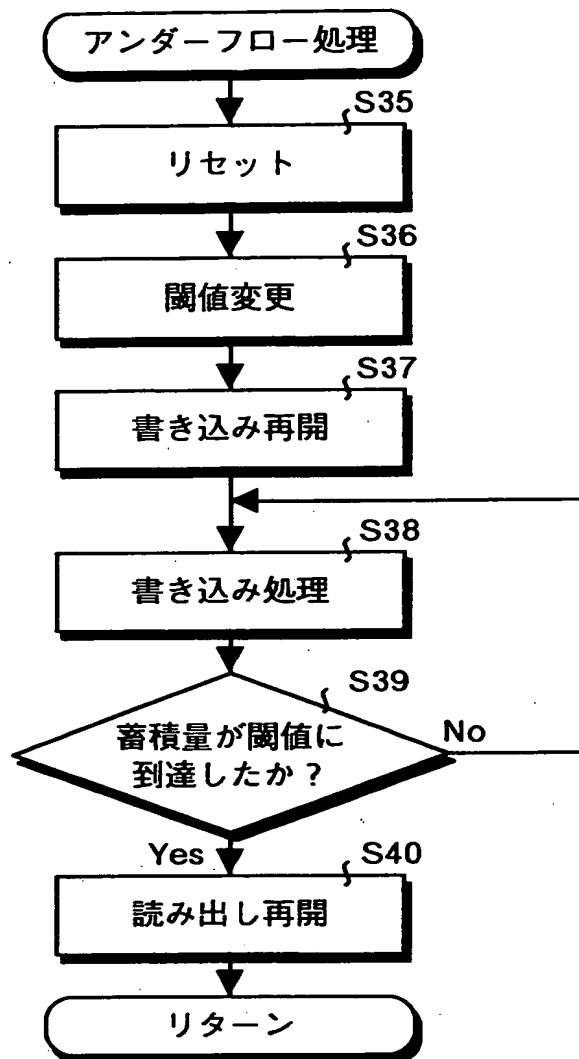 アンダーフロー処理
S35
リセット
S36
閾値変更
S37
書き込み再開
S38
書き込み処理
S39
蓄積量が閾値に
到達したか？
No
Yes
S40
読み出し再開
リターン